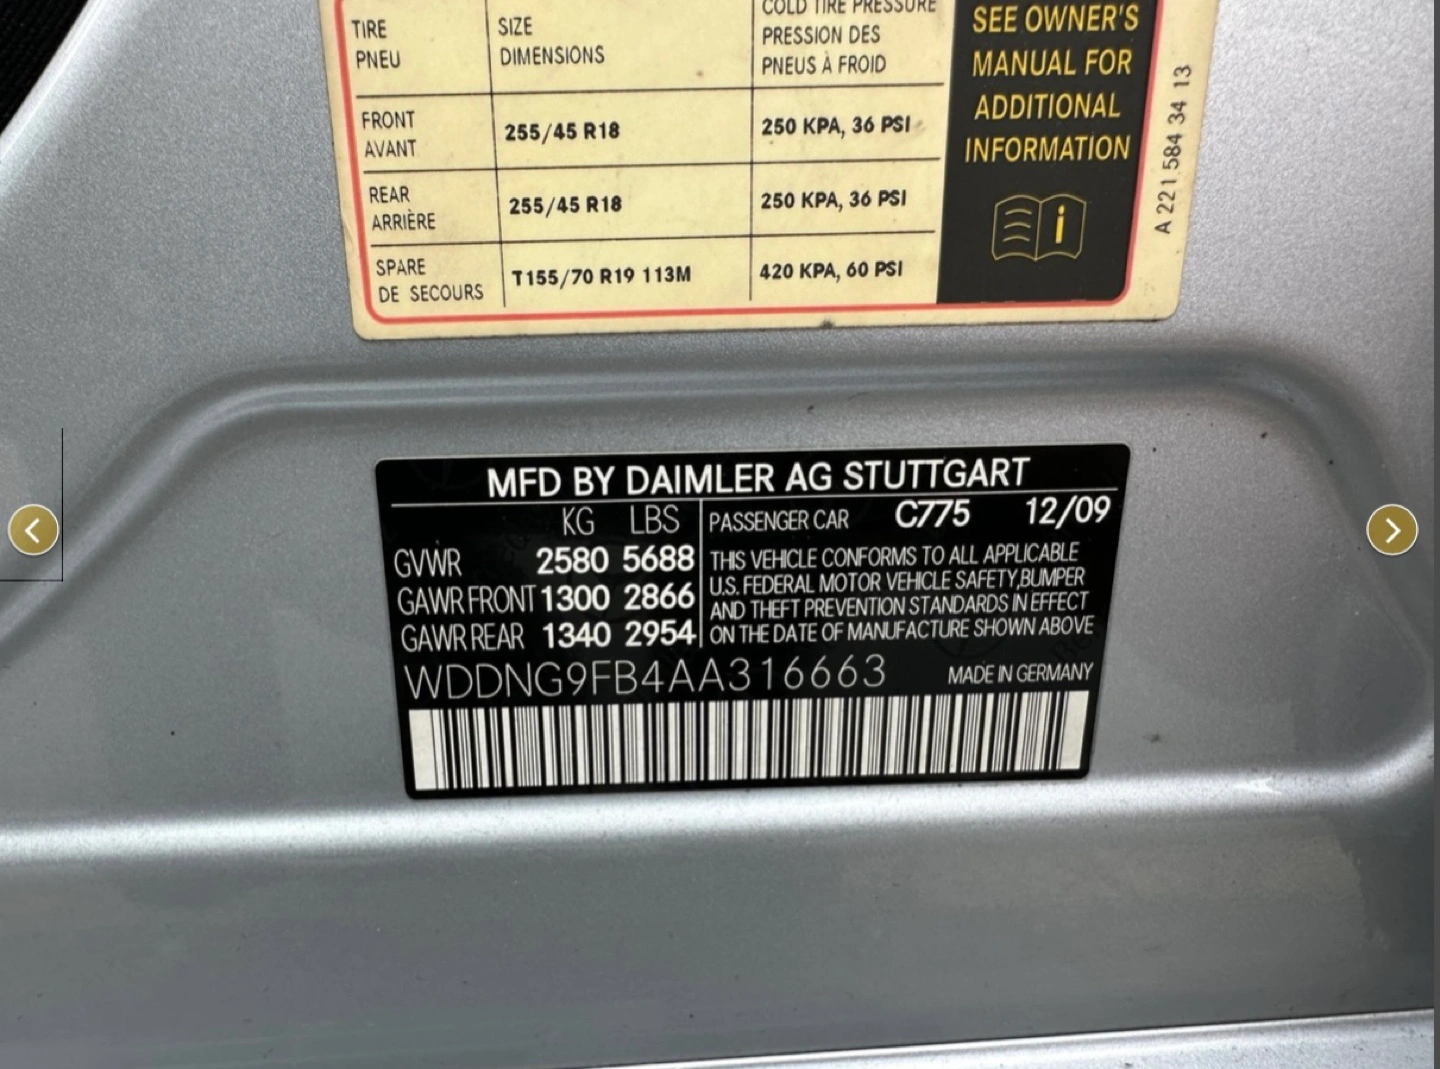 TIRE SIZE COLD TIRE PRESSURE
PNEU DIMENSIONS PRESSION DES
PNEUS À FROID
FRONT 255/45 R18 250 KPA, 36 PSI
AVANT
REAR 255/45 R18 250 KPA, 36 PSI
ARRIÈRE
SPARE T155/70 R19 113M 420 KPA, 60 PSI
DE SECOURS
SEE OWNER'S
MANUAL FOR
ADDITIONAL
INFORMATION
A 221 584 34 13
MFD BY DAIMLER AG STUTTGART
KG LBS PASSENGER CAR C775 12/09
GVWR 2580 5688 THIS VEHICLE CONFORMS TO ALL APPLICABLE
U.S. FEDERAL MOTOR VEHICLE SAFETY,BUMPER
GAWR FRONT 1300 2866 AND THEFT PREVENTION STANDARDS IN EFFECT
GAWR REAR 1340 2954 ON THE DATE OF MANUFACTURE SHOWN ABOVE
WDDNG9FB4AA316663 MADE IN GERMANY